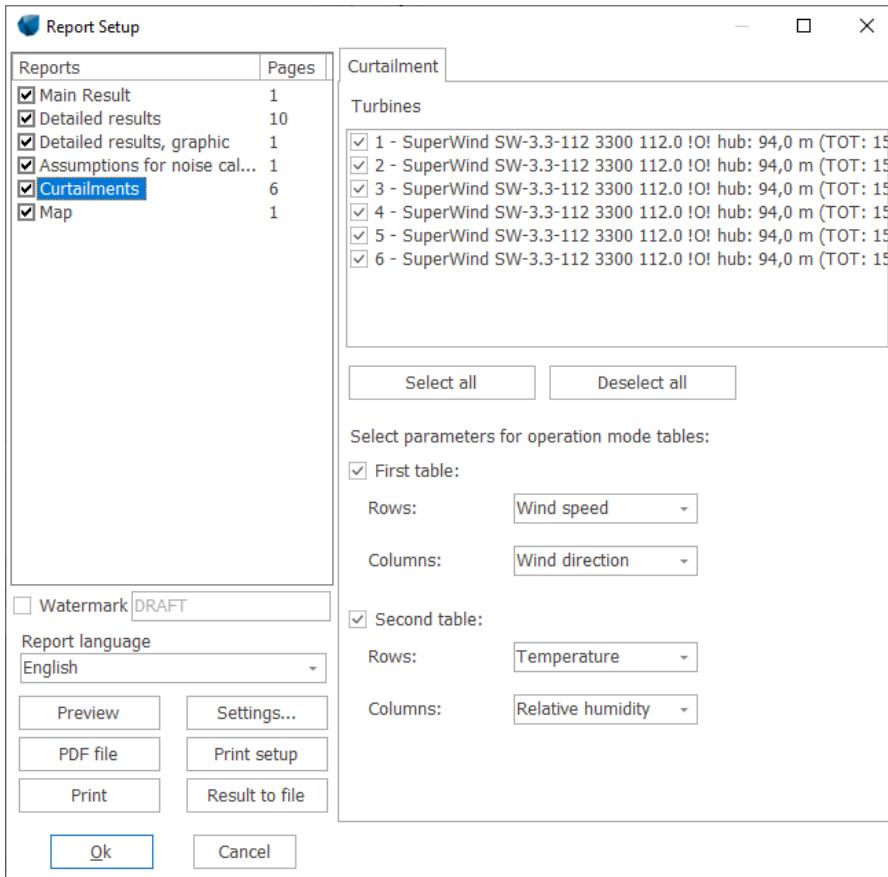 Report Setup
Reports Pages
Main Result 1
Detailed results 10
Detailed results, graphic 1
Assumptions for noise cal... 1
Curtailments 6
Map 1
Watermark DRAFT
Report language
English
Preview Settings...
PDF file Print setup
Print Result to file
Ok Cancel
Curtailment
Turbines
1 - SuperWind SW-3.3-112 3300 112.0 !O! hub: 94,0 m (TOT: 15
2 - SuperWind SW-3.3-112 3300 112.0 !O! hub: 94,0 m (TOT: 15
3 - SuperWind SW-3.3-112 3300 112.0 !O! hub: 94,0 m (TOT: 15
4 - SuperWind SW-3.3-112 3300 112.0 !O! hub: 94,0 m (TOT: 15
5 - SuperWind SW-3.3-112 3300 112.0 !O! hub: 94,0 m (TOT: 15
6 - SuperWind SW-3.3-112 3300 112.0 !O! hub: 94,0 m (TOT: 15
Select all Deselect all
Select parameters for operation mode tables:
First table:
Rows: Wind speed
Columns: Wind direction
Second table:
Rows: Temperature
Columns: Relative humidity